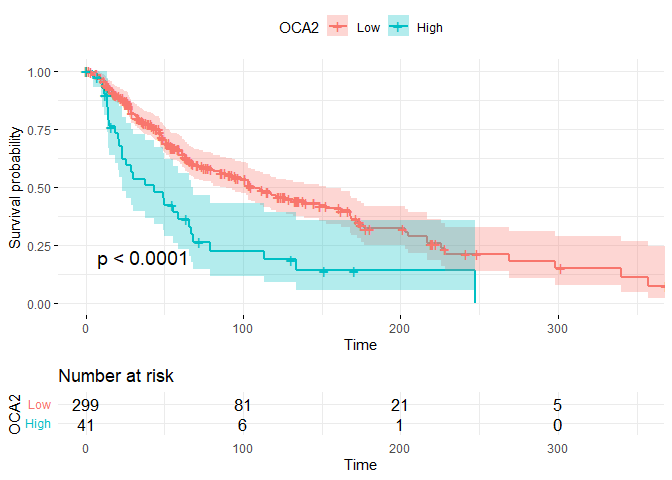 OCA2 Low High
1.00
0.75
0.50
0.25
0.00
Survival probability
p < 0.0001
0 100 200 300
Time
Number at risk
OCA2
Low 299 81 21 5
High 41 6 1 0
0 100 200 300
Time